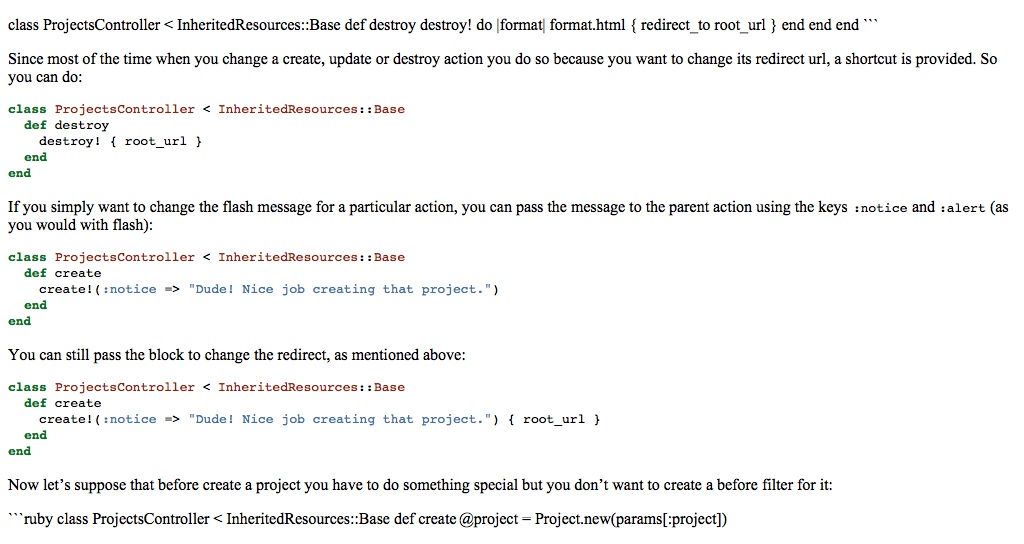 class ProjectsController < InheritedResources::Base def destroy destroy! do |format| format.html { redirect_to root_url } end end end ```
Since most of the time when you change a create, update or destroy action you do so because you want to change its redirect url, a shortcut is provided. So
you can do:
class ProjectsController < InheritedResources::Base
  def destroy
    destroy! { root_url }
  end
end
If you simply want to change the flash message for a particular action, you can pass the message to the parent action using the keys :notice and :alert (as
you would with flash):
class ProjectsController < InheritedResources::Base
  def create
    create!(:notice => "Dude! Nice job creating that project.")
  end
end
You can still pass the block to change the redirect, as mentioned above:
class ProjectsController < InheritedResources::Base
  def create
    create!(:notice => "Dude! Nice job creating that project.") { root_url }
  end
end
Now let’s suppose that before create a project you have to do something special but you don’t want to create a before filter for it:
```ruby class ProjectsController < InheritedResources::Base def create @project = Project.new(params[:project])